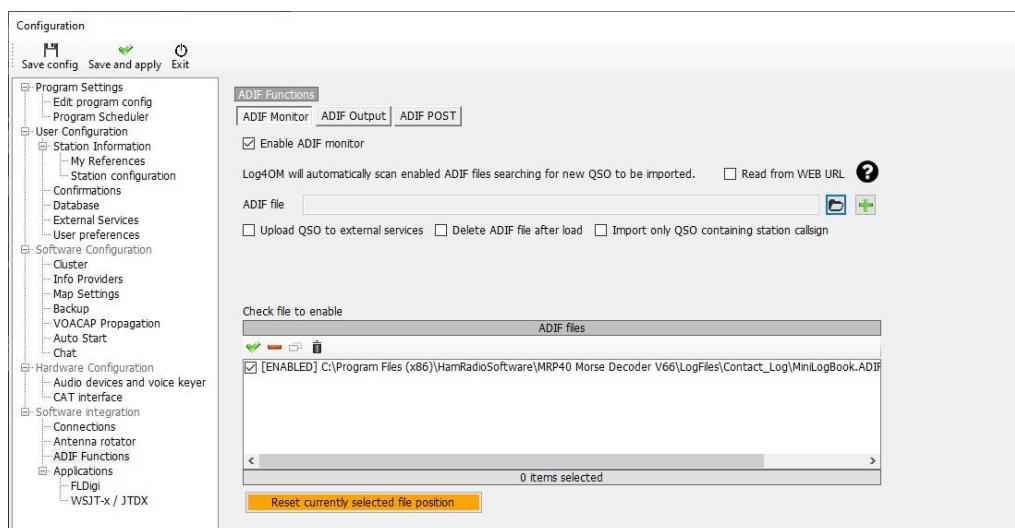 Configuration
Save config Save and apply Exit
Program Settings
Edit program config
Program Scheduler
User Configuration
Station Information
My References
Station configuration
Confirmations
Database
External Services
User preferences
Software Configuration
Cluster
Info Providers
Map Settings
Backup
VOACAP Propagation
Auto Start
Chat
Hardware Configuration
Audio devices and voice keyer
CAT interface
Software integration
Connections
Antenna rotator
ADIF Functions
Applications
FLDigi
WSJT-x / JTDX
ADIF Functions
ADIF Monitor ADIF Output ADIF POST
Enable ADIF monitor
Log4OM will automatically scan enabled ADIF files searching for new QSO to be imported. Read from WEB URL ?
ADIF file
Upload QSO to external services Delete ADIF file after load Import only QSO containing station callsign
Check file to enable
ADIF files
[ENABLED] C:\Program Files (x86)\HamRadioSoftware\MRP40 Morse Decoder V66\LogFiles\Contact_Log\MiniLogBook.ADIF
0 items selected
Reset currently selected file position